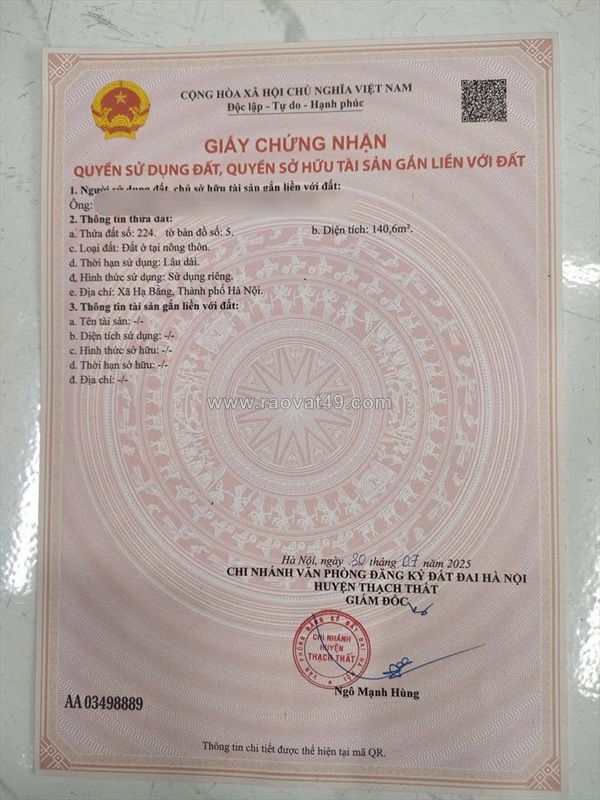 CỘNG HÒA XÃ HỘI CHỦ NGHĨA VIỆT NAM
Độc lập - Tự do - Hạnh phúc
GIẤY CHỨNG NHẬN
QUYỀN SỬ DỤNG ĐẤT, QUYỀN SỞ HỮU TÀI SẢN GẮN LIỀN VỚI ĐẤT
1. Người sử dụng đất, chủ sở hữu tài sản gắn liền với đất:
Ông:
2. Thông tin thửa đất:
a. Thửa đất số: 224. tờ bản đồ số: 5. b. Diện tích: 140,6m².
c. Loại đất: Đất ở tại nông thôn.
d. Thời hạn sử dụng: Lâu dài.
đ. Hình thức sử dụng: Sử dụng riêng.
e. Địa chỉ: Xã Hạ Bằng, Thành phố Hà Nội.
3. Thông tin tài sản gắn liền với đất:
a. Tên tài sản: -/-
b. Diện tích sử dụng: -/-
c. Hình thức sở hữu: -/-
d. Thời hạn sở hữu: -/-
đ. Địa chỉ: -/-
www.raovat49.com
Hà Nội, ngày 30 tháng 07 năm 2025
CHI NHÁNH VĂN PHÒNG ĐĂNG KÝ ĐẤT ĐAI HÀ NỘI
HUYỆN THẠCH THẤT
GIÁM ĐỐC
VĂN PHÒNG ĐĂNG KÝ ĐẤT ĐAI HÀ NỘI
CHI NHÁNH
HUYỆN
THẠCH THẤT
Ngô Mạnh Hùng
AA 03498889
Thông tin chi tiết được thể hiện tại mã QR.